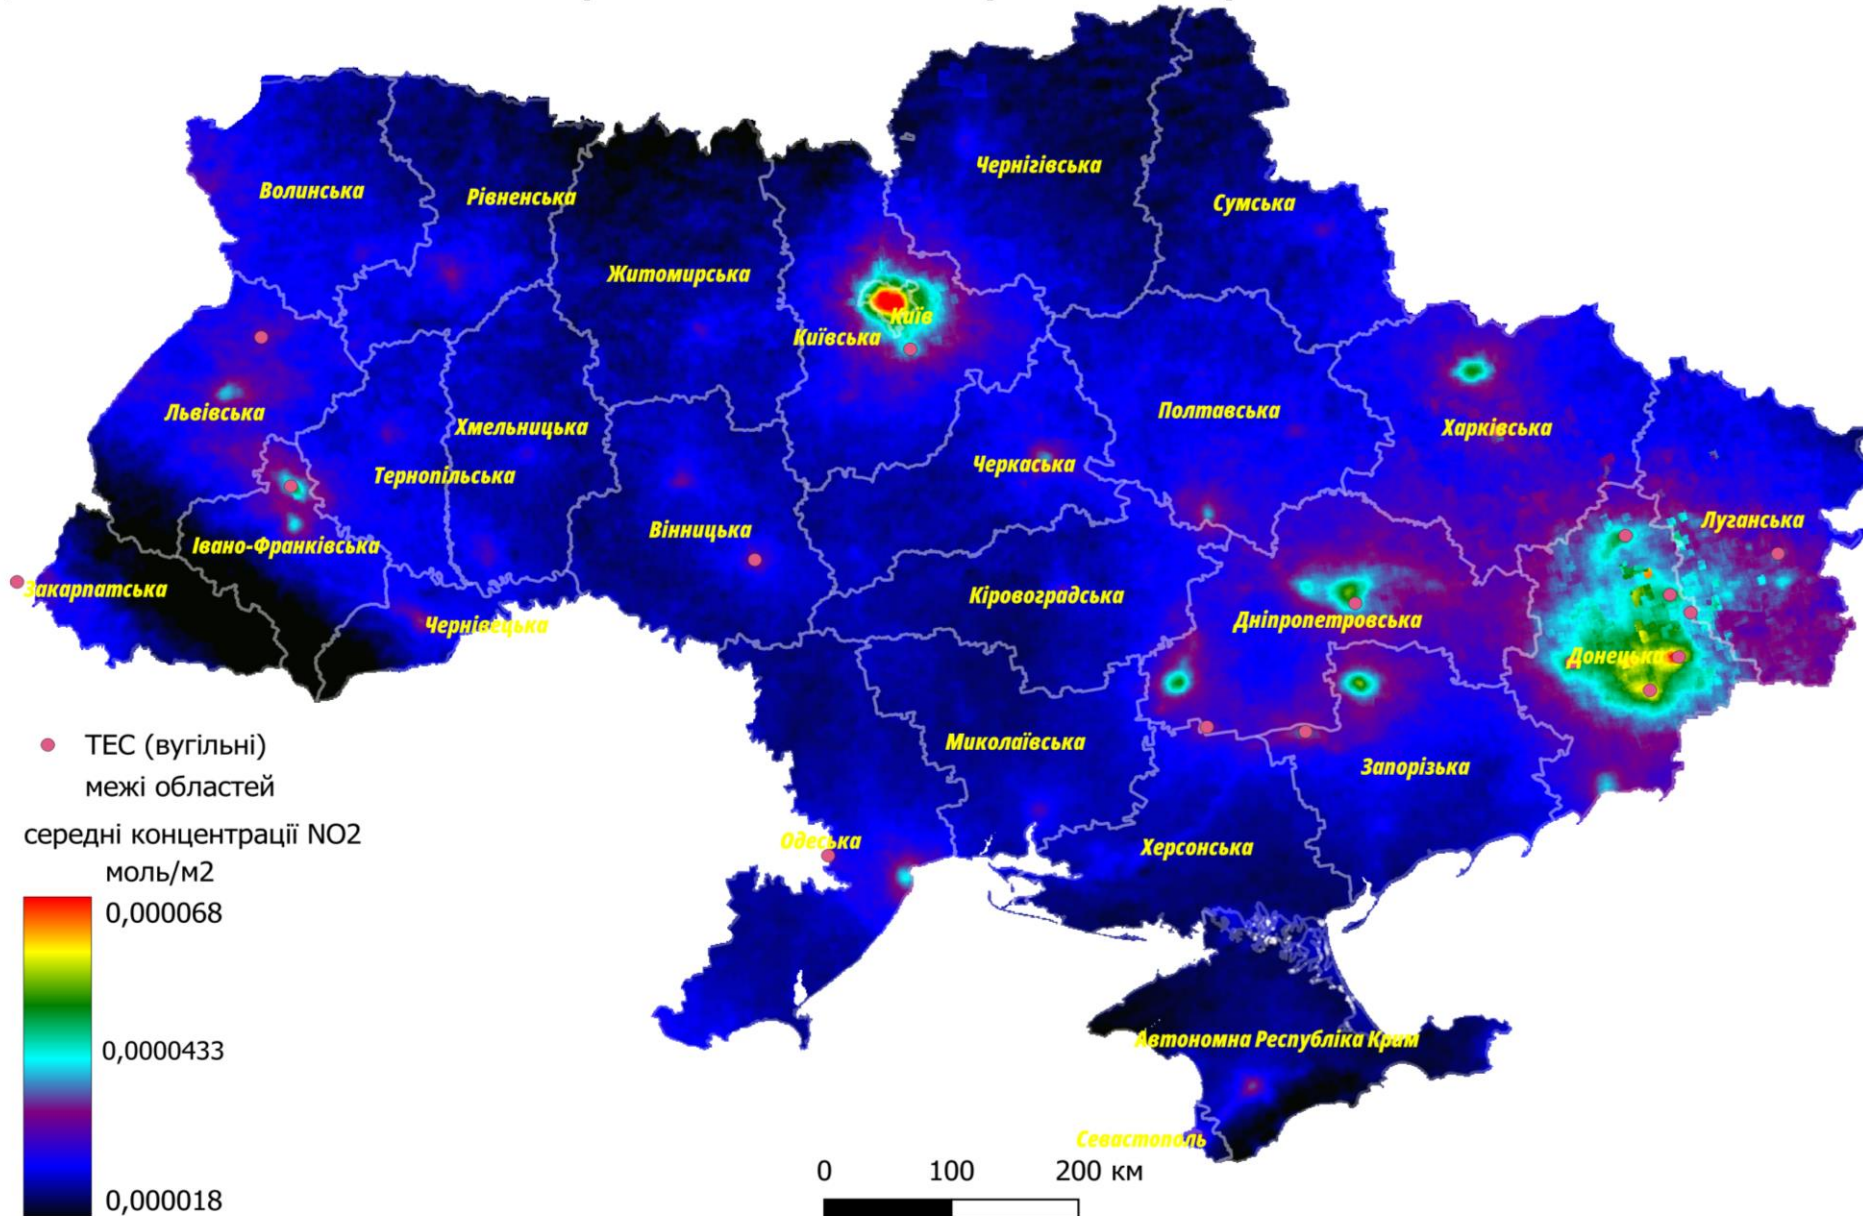 Чернігівська
Волинська
Рівненська
Сумська
Житомирська
Київ
Київська
Львівська
Хмельницька
Полтавська
Харківська
Черкаська
Тернопільська
Вінницька
Луганська
Івано-Франківська
Закарпатська
Кіровоградська
Чернівецька
Дніпропетровська
Донецька
Миколаївська
Запорізька
Одеська
Херсонська
Автономна Республіка Крим
Севастополь
ТЕС (вугільні)
межі областей
середні концентрації NO2
моль/м2
0,000068
0,0000433
0,000018
0 100 200 км